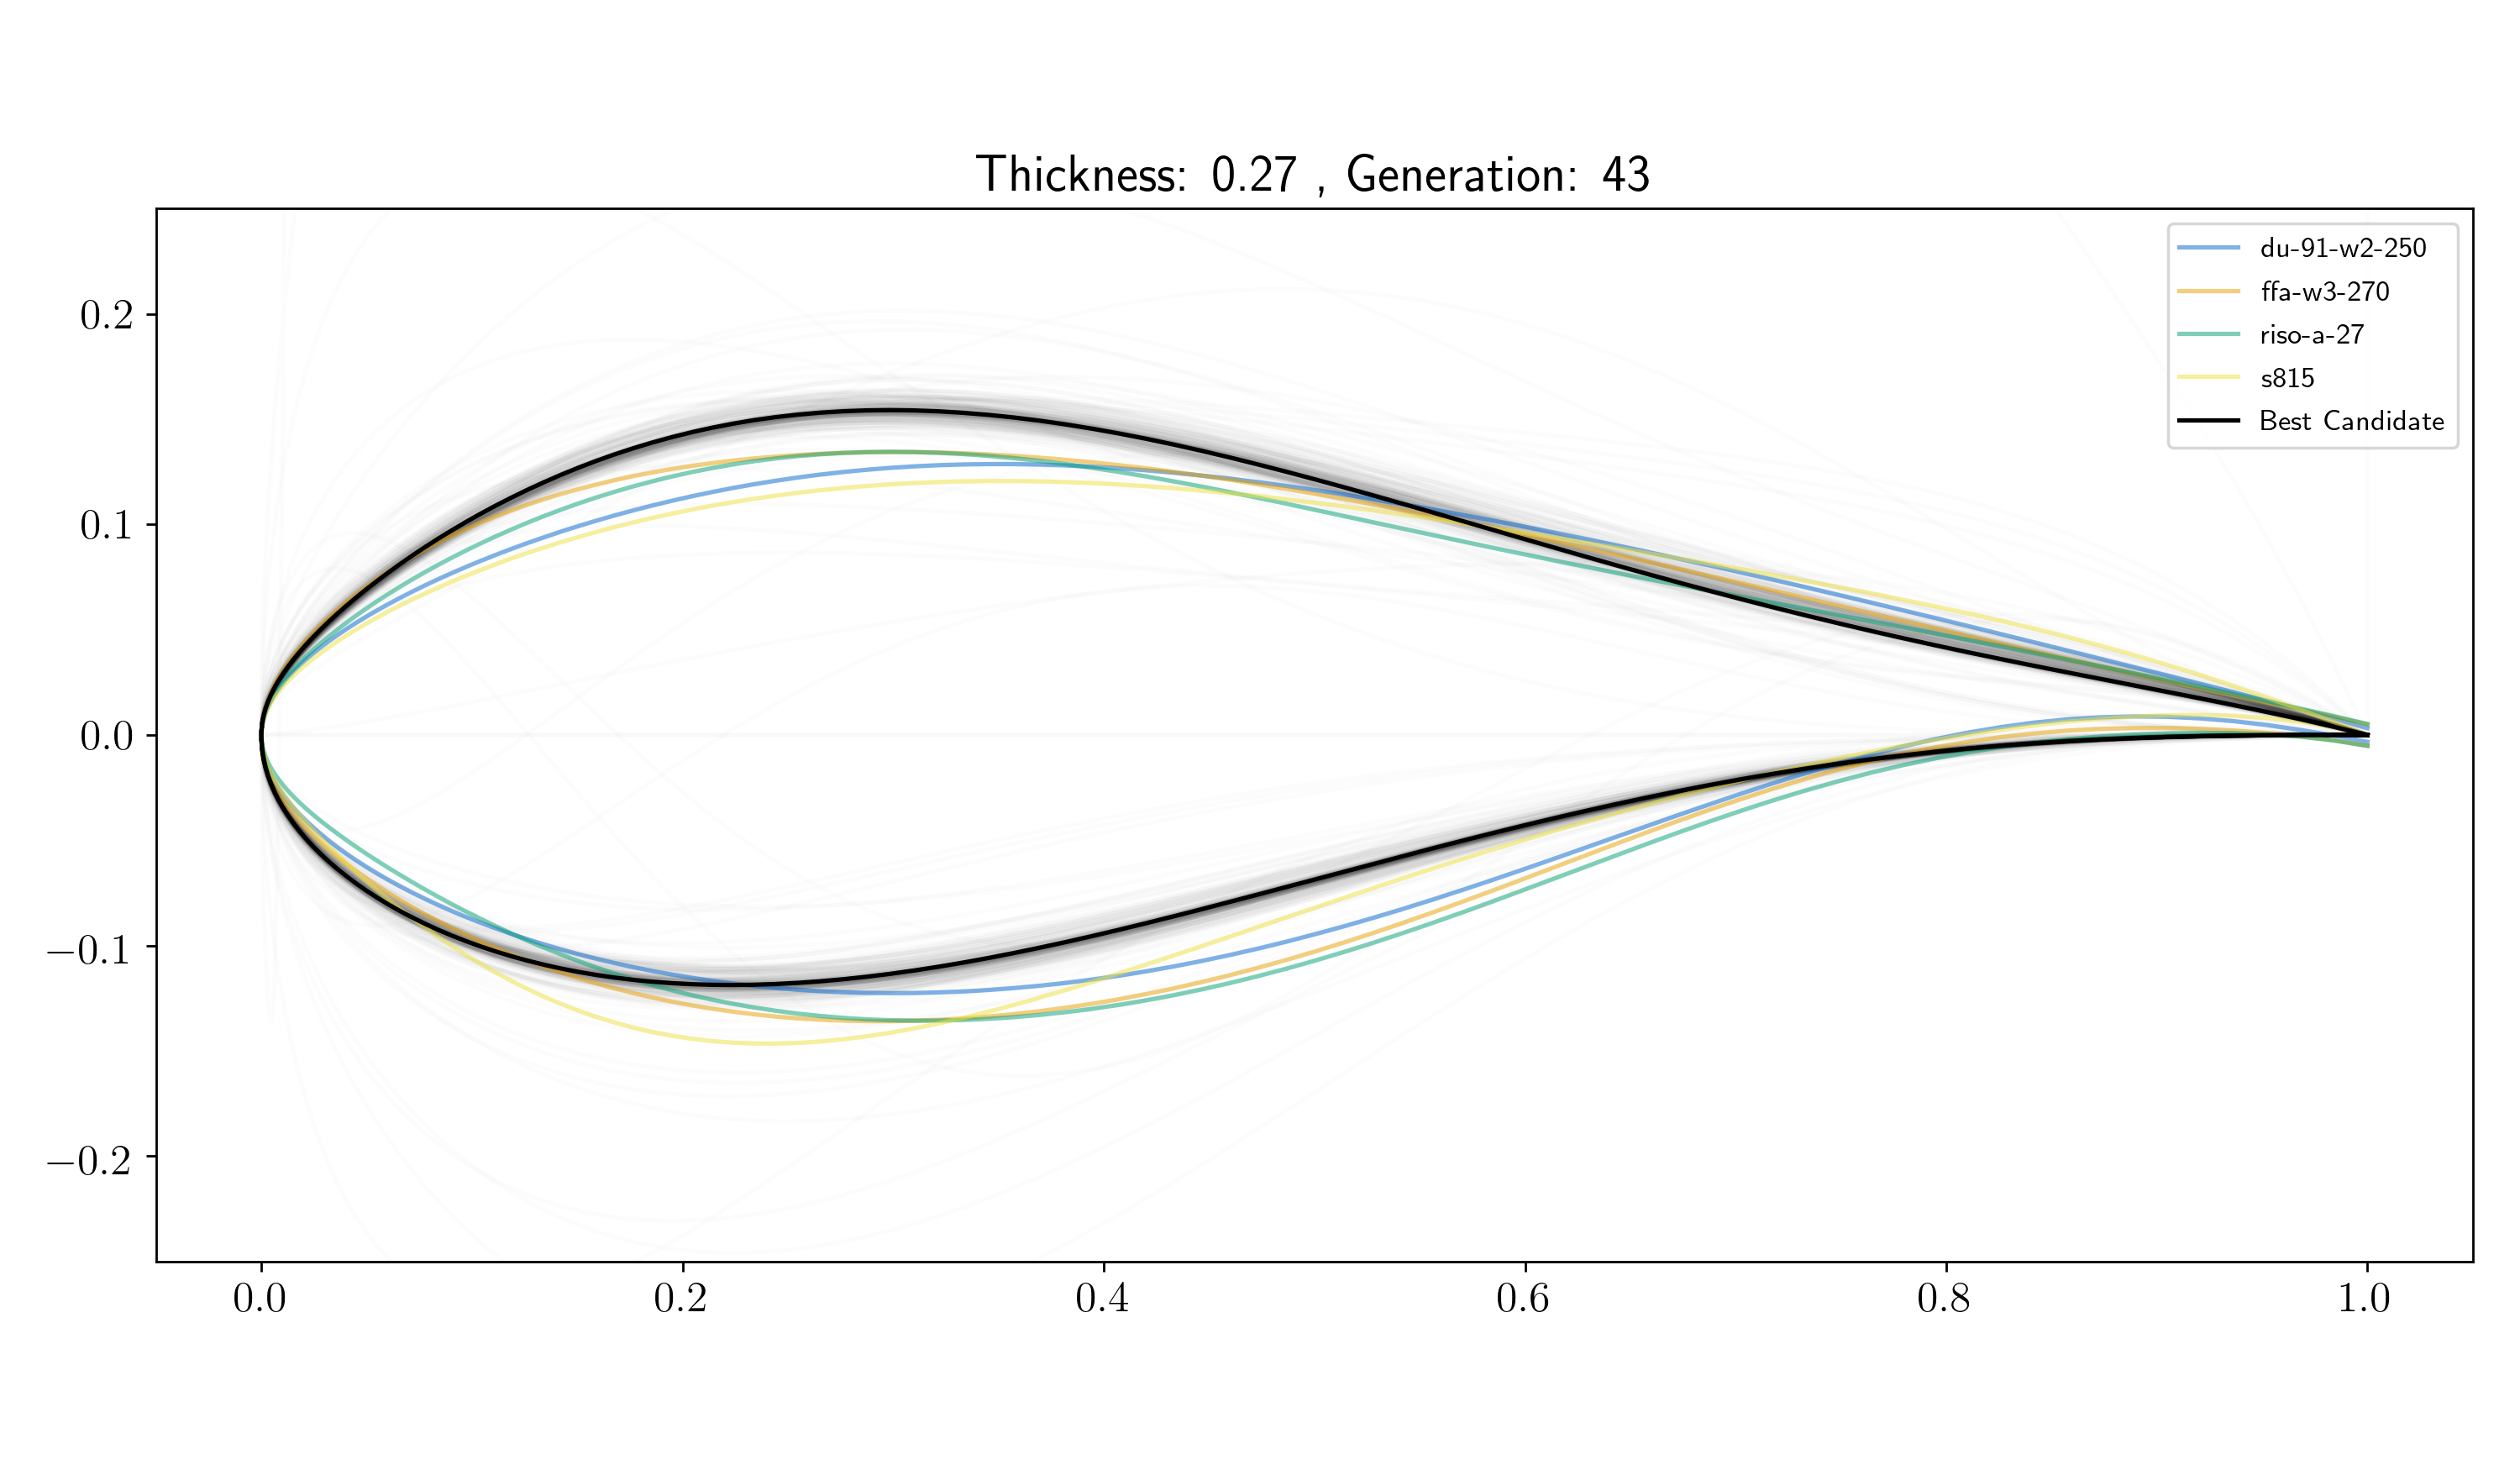 Thickness: 0.27 , Generation: 43
du-91-w2-250
ffa-w3-270
riso-a-27
s815
Best Candidate
0.2
0.1
0.0
−0.1
−0.2
0.0 0.2 0.4 0.6 0.8 1.0